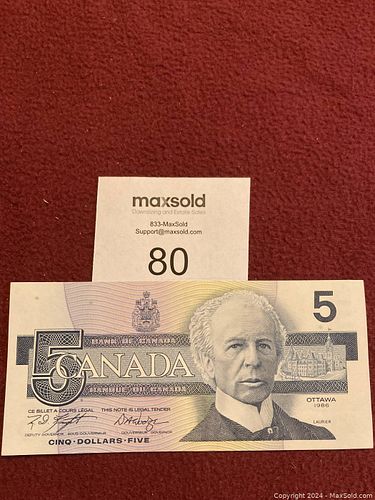 maxsold
Downsizing and Estate Sales
833-MaxSold
Support@maxsold.com
80
5
BANK OF CANADA
5
CANADA
BANQUE DU CANADA
OTTAWA
1986
CE BILLET A COURS LÉGAL THIS NOTE IS LEGAL TENDER
LAURIER
DEPUTY GOVERNOR SOUS GOUVERNEUR GOUVERNEUR GOVERNOR
CINQ•DOLLARS•FIVE
©2024 - MaxSold.com